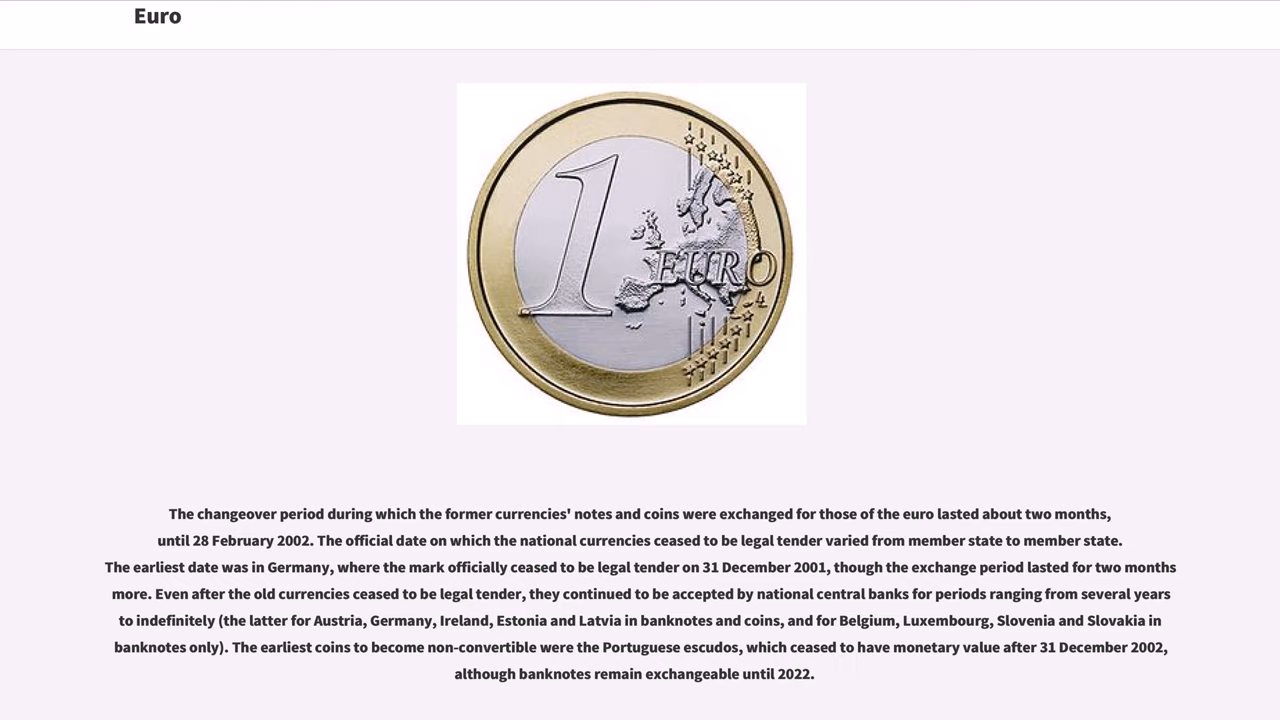 Euro
1
EURO
The changeover period during which the former currencies' notes and coins were exchanged for those of the euro lasted about two months,
until 28 February 2002. The official date on which the national currencies ceased to be legal tender varied from member state to member state.
The earliest date was in Germany, where the mark officially ceased to be legal tender on 31 December 2001, though the exchange period lasted for two months
more. Even after the old currencies ceased to be legal tender, they continued to be accepted by national central banks for periods ranging from several years
to indefinitely (the latter for Austria, Germany, Ireland, Estonia and Latvia in banknotes and coins, and for Belgium, Luxembourg, Slovenia and Slovakia in
banknotes only). The earliest coins to become non-convertible were the Portuguese escudos, which ceased to have monetary value after 31 December 2002,
although banknotes remain exchangeable until 2022.